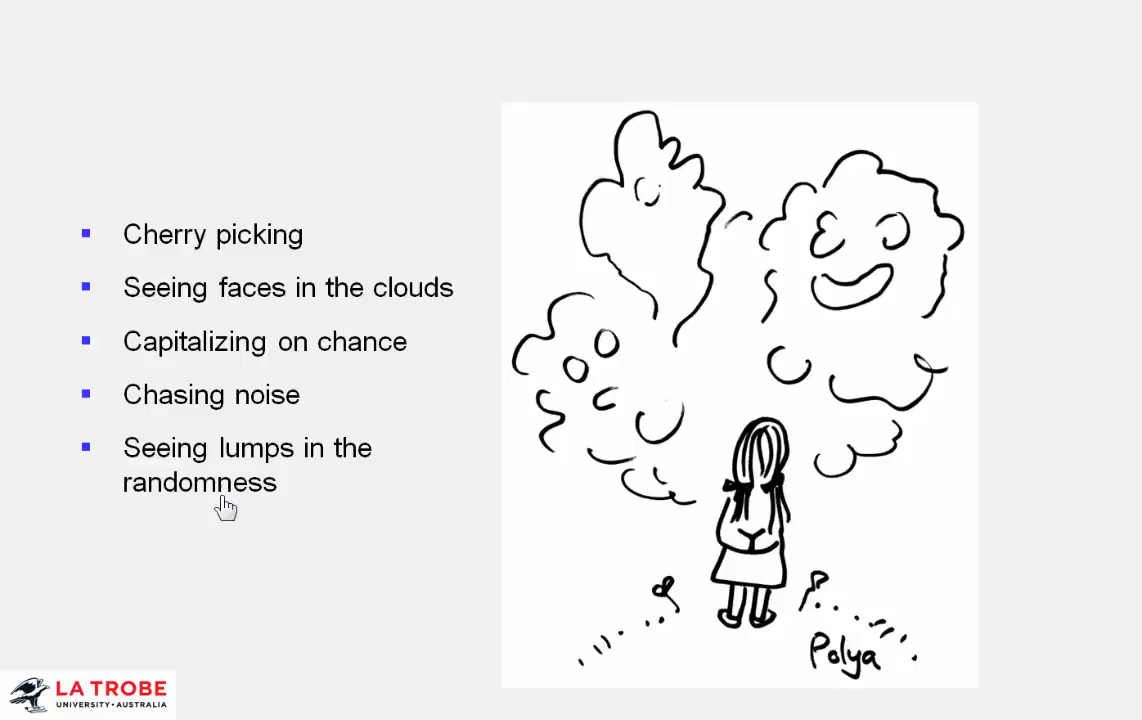 Cherry picking
Seeing faces in the clouds
Capitalizing on chance
Chasing noise
Seeing lumps in the
randomness
Polya
LA TROBE
UNIVERSITY • AUSTRALIA